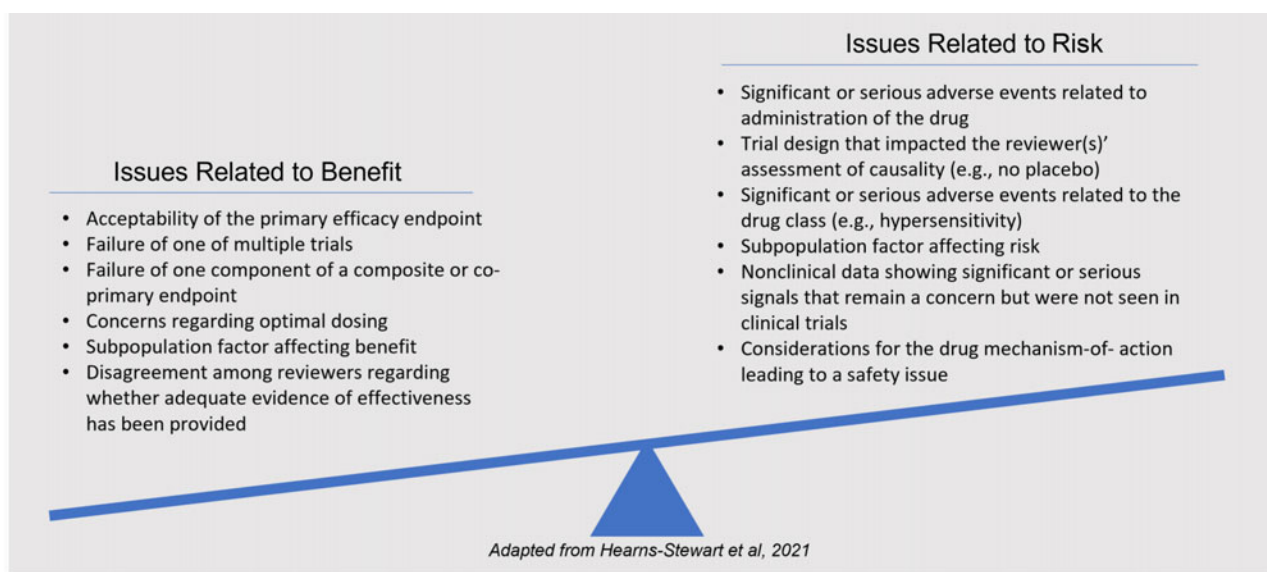 Issues Related to Benefit
• Acceptability of the primary efficacy endpoint
• Failure of one of multiple trials
• Failure of one component of a composite or co-
primary endpoint
• Concerns regarding optimal dosing
• Subpopulation factor affecting benefit
• Disagreement among reviewers regarding
whether adequate evidence of effectiveness
has been provided
Issues Related to Risk
• Significant or serious adverse events related to
administration of the drug
• Trial design that impacted the reviewer(s)’
assessment of causality (e.g., no placebo)
• Significant or serious adverse events related to the
drug class (e.g., hypersensitivity)
• Subpopulation factor affecting risk
• Nonclinical data showing significant or serious
signals that remain a concern but were not seen in
clinical trials
• Considerations for the drug mechanism-of- action
leading to a safety issue
Adapted from Hearns-Stewart et al, 2021